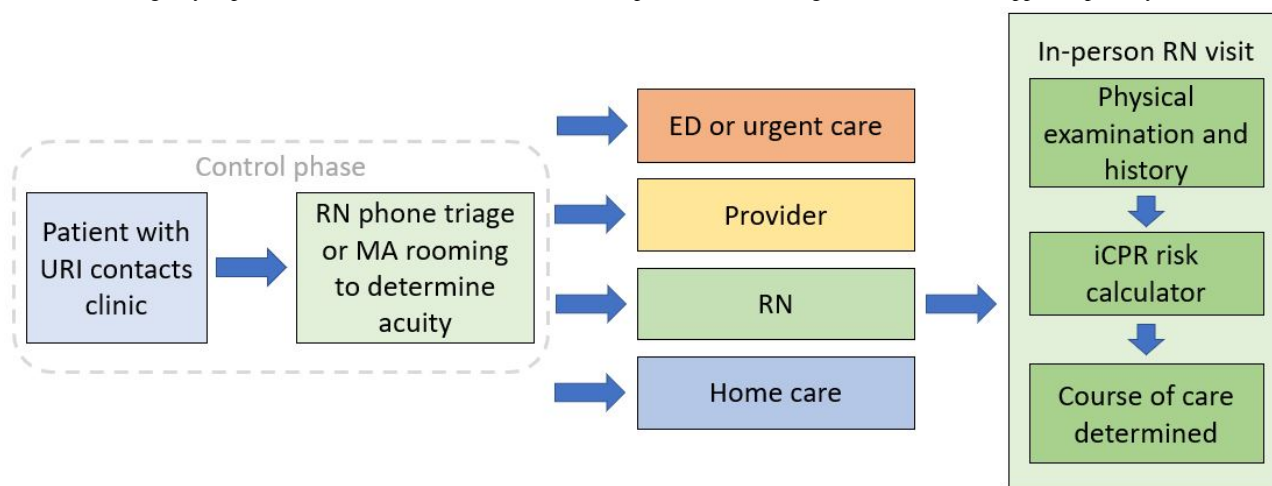 Control phase
Patient with
URI contacts
clinic
RN phone triage
or MA rooming
to determine
acuity
ED or urgent care
Provider
RN
Home care
In-person RN visit
Physical
examination and
history
iCPR risk
calculator
Course of care
determined